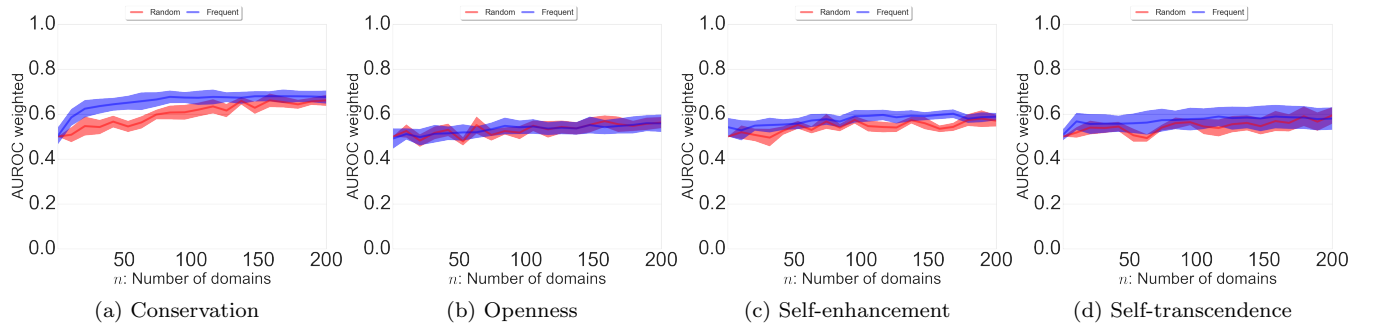 Random Frequent
1.0
0.8
0.6
0.4
0.2
0.0
AUROC weighted
50 100 150 200
n: Number of domains
(a) Conservation
Random Frequent
1.0
0.8
0.6
0.4
0.2
0.0
AUROC weighted
50 100 150 200
n: Number of domains
(b) Openness
Random Frequent
1.0
0.8
0.6
0.4
0.2
0.0
AUROC weighted
50 100 150 200
n: Number of domains
(c) Self-enhancement
Random Frequent
1.0
0.8
0.6
0.4
0.2
0.0
AUROC weighted
50 100 150 200
n: Number of domains
(d) Self-transcendence